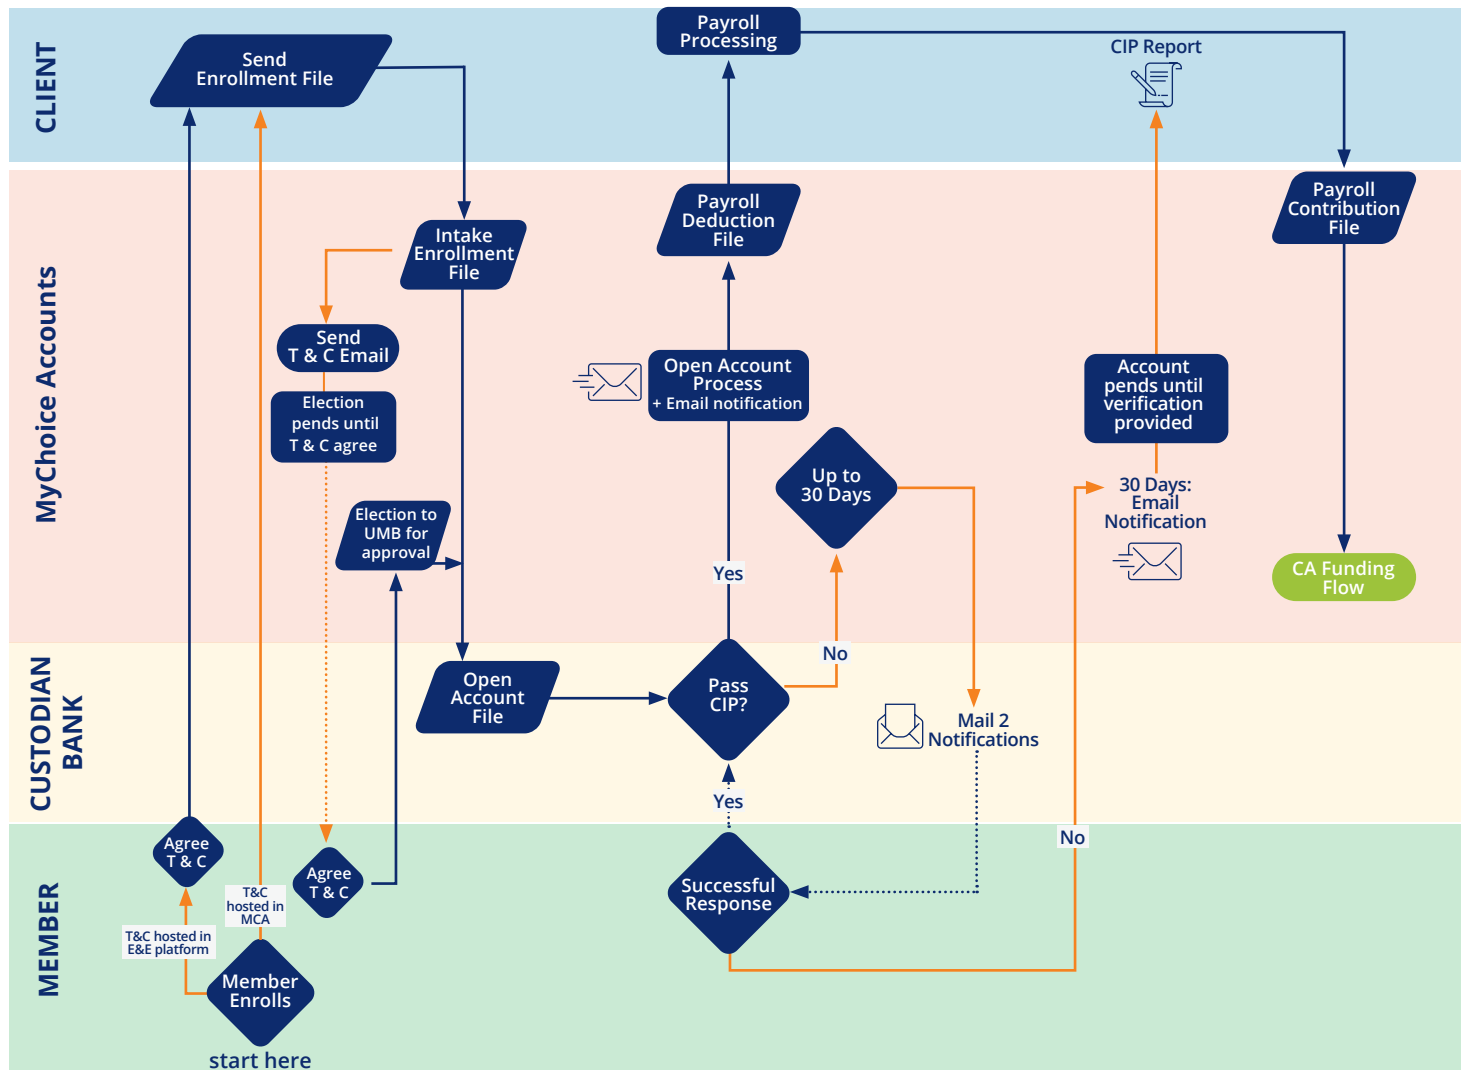 CLIENT
Send
Enrollment File
Payroll
Processing
CIP Report
MyChoice Accounts
Intake
Enrollment
File
Send
T & C Email
Election
pends until
T & C agree
Election to
UMB for
approval
Payroll
Deduction
File
Open Account
Process
+ Email notification
Up to
30 Days
Yes
No
Account
pends until
verification
provided
30 Days:
Email
Notification
Payroll
Contribution
File
CA Funding
Flow
CUSTODIAN
BANK
Open
Account
File
Pass
CIP?
Mail 2
Notifications
Yes
MEMBER
Agree
T & C
T&C
hosted in
MCA
T&C hosted in
E&E platform
Agree
T & C
Member
Enrolls
start here
Successful
Response
No